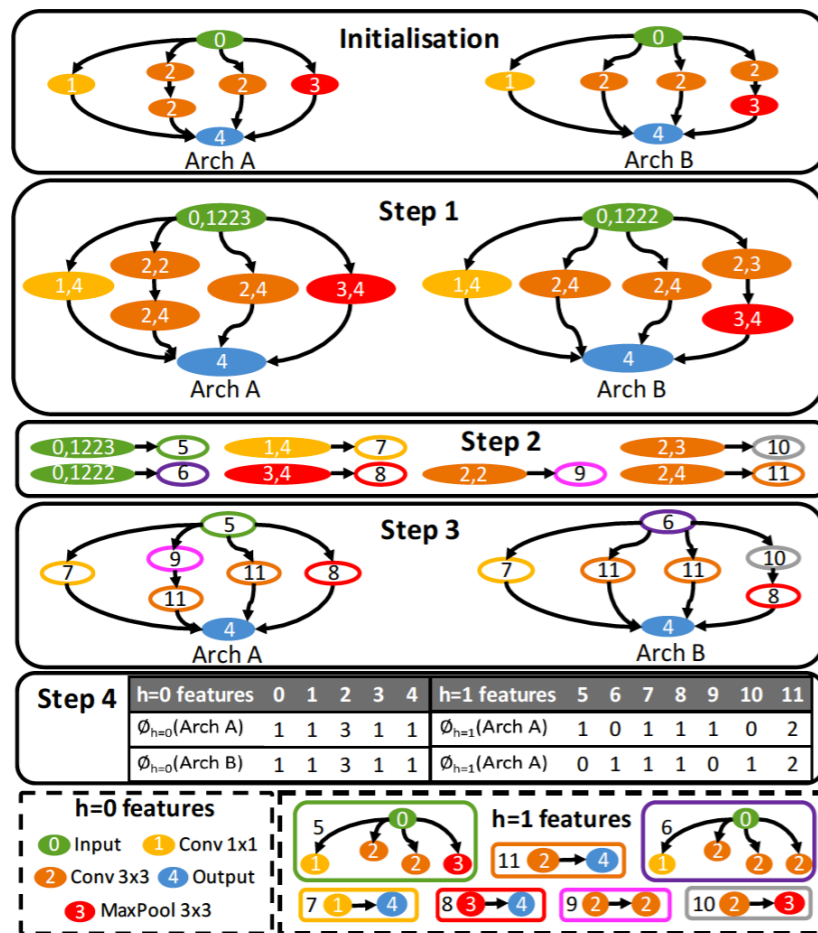 Initialisation
0
0
1
2
2
3
1
2
2
2
2
3
4
4
Arch A
Arch B
Step 1
0,1223
0,1222
1,4
2,2
2,4
3,4
1,4
2,4
2,4
2,3
2,4
3,4
4
4
Arch A
Arch B
Step 2
0,1223 5
1,4 7
2,3 10
0,1222 6
3,4 8
2,2 9
2,4 11
Step 3
5
6
7
9
11
8
7
11
11
10
11
8
4
4
Arch A
Arch B
Step 4
h=0 features 0 1 2 3 4 h=1 features 5 6 7 8 9 10 11
Øh=0(Arch A) 1 1 3 1 1 Øh=1(Arch A) 1 0 1 1 1 0 2
Øh=0(Arch B) 1 1 3 1 1 Øh=1(Arch A) 0 1 1 1 0 1 2
h=0 features
0 Input 1 Conv 1x1
2 Conv 3x3 4 Output
3 MaxPool 3x3
h=1 features
5 0
1 2 2 3
11 2 4
6 0
1 2 2 2
7 1 4
8 3 4
9 2 2
10 2 3